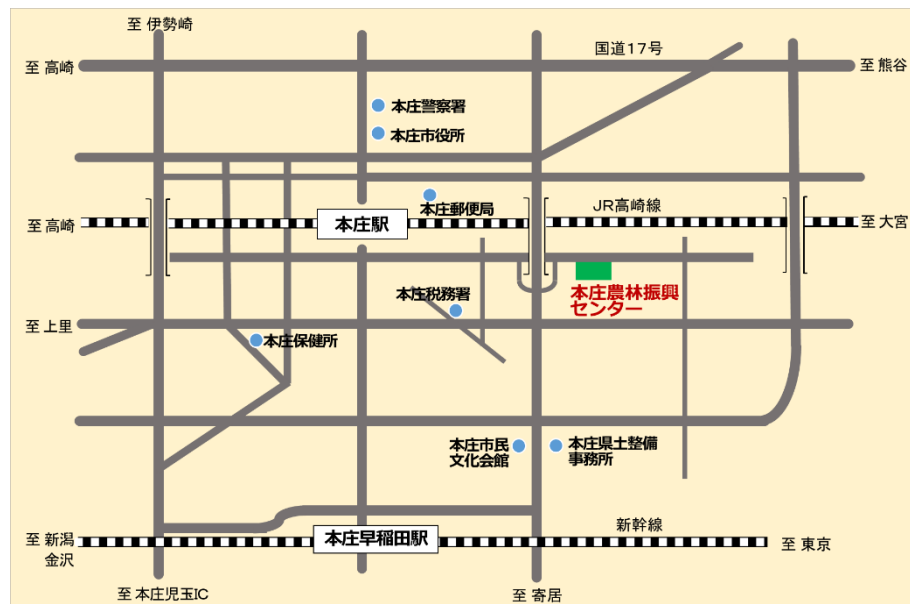 至 伊勢崎
国道17号
至 高崎
至 熊谷
本庄警察署
本庄市役所
本庄郵便局
JR高崎線
至 高崎
本庄駅
至 大宮
本庄税務署
本庄農林振興
センター
至 上里
本庄保健所
本庄市民
文化会館
本庄県土整備
事務所
新幹線
至 新潟
金沢
本庄早稲田駅
至 東京
至 本庄児玉IC
至 寄居